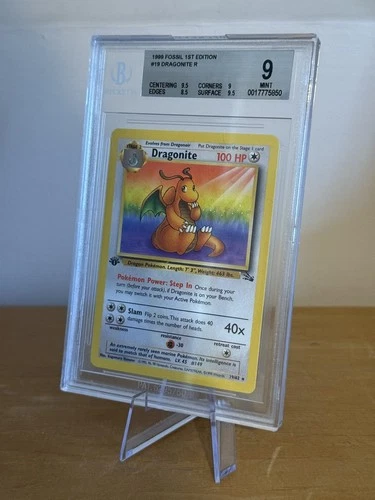 1999 FOSSIL 1ST EDITION
#19 DRAGONITE R
9
MINT
CENTERING 9.5 CORNERS 9
EDGES 8.5 SURFACE 9.5
0017775950
B
Evolves from Dragonair Put Dragonite on the Stage 1 card
Dragonite 100 HP
Dragon Pokémon. Length: 7' 3", Weight: 463 lbs.
Pokémon Power: Step In Once during your
turn (before your attack), if Dragonite is on your Bench,
you may switch it with your Active Pokémon.
Slam Flip 2 coins. This attack does 40
damage times the number of heads.
40x
weakness
resistance
retreat cost
-30
An extremely rarely seen marine Pokémon. Its intelligence is
said to match that of humans. LV. 45 #149
19/62